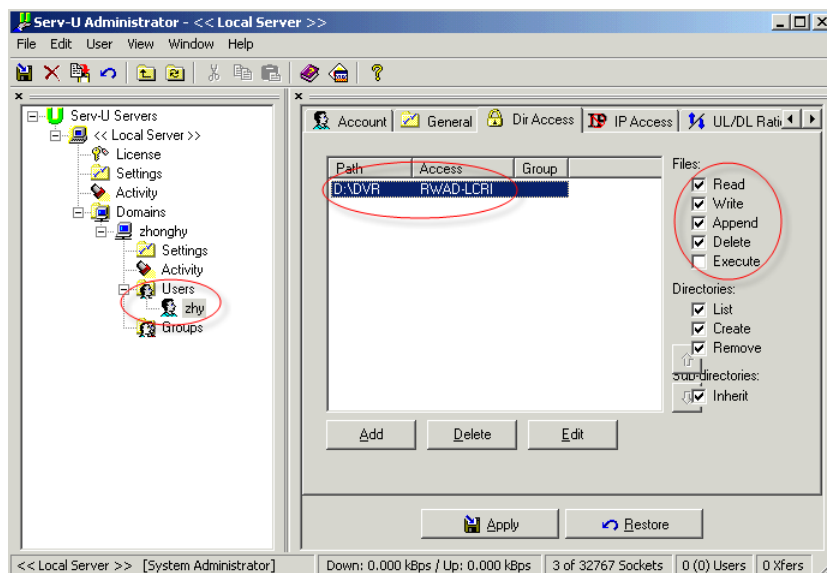 Serv-U Administrator - << Local Server >>
File Edit User View Window Help
Serv-U Servers
<< Local Server >>
License
Settings
Activity
Domains
zhonghy
Settings
Activity
Users
zhy
Groups
Account General Dir Access IP Access UL/DL Rati
Path Access Group
D:\DVR RWAD-LCRI
Files:
Read
Write
Append
Delete
Execute
Directories:
List
Create
Remove
Sub-directories:
Inherit
Add Delete Edit
Apply Restore
<< Local Server >> [System Administrator] Down: 0.000 kBps / Up: 0.000 kBps 3 of 32767 Sockets 0 (0) Users 0 Xfers